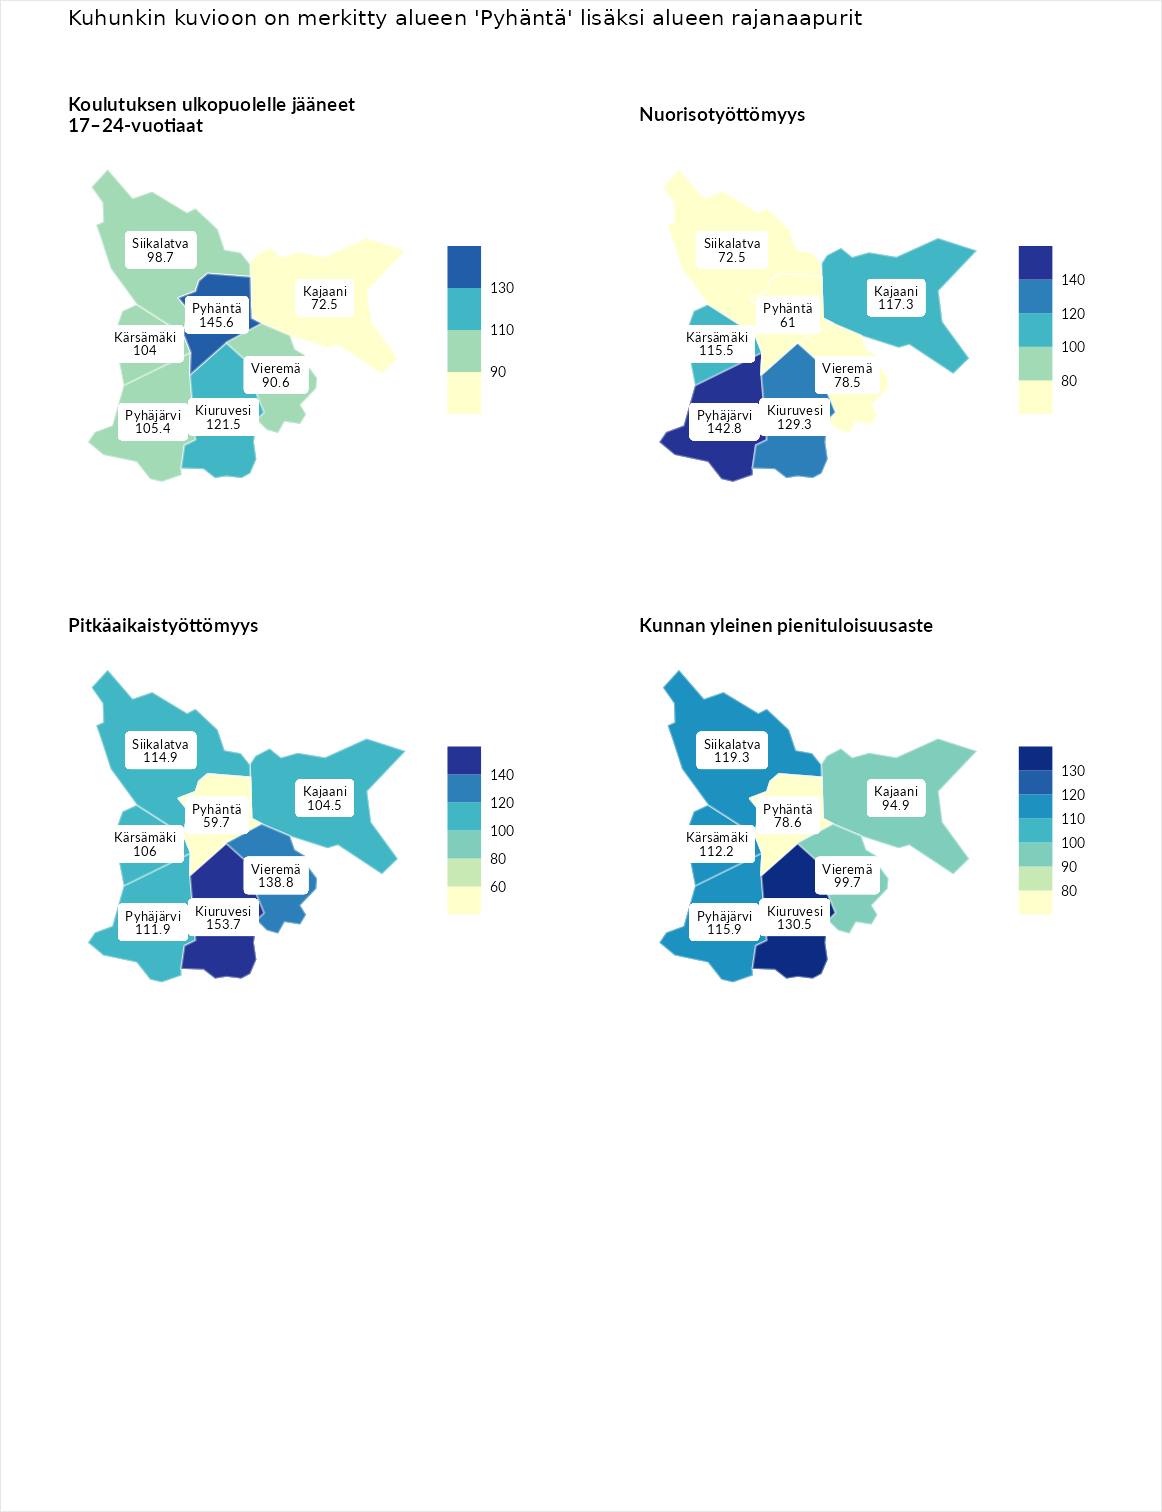 Kuhunkin kuvioon on merkitty alueen 'Pyhäntä' lisäksi alueen rajanaapurit
Koulutuksen ulkopuolelle jääneet
17–24-vuotiaat
Siikalatva
98.7
Kajaani
72.5
Pyhäntä
145.6
Kärsämäki
104
Vieremä
90.6
Pyhäjärvi
105.4
Kiuruvesi
121.5
130
110
90
Nuorisotyöttömyys
Siikalatva
72.5
Kajaani
117.3
Pyhäntä
61
Kärsämäki
115.5
Vieremä
78.5
Pyhäjärvi
142.8
Kiuruvesi
129.3
140
120
100
80
Pitkäaikaistyöttömyys
Siikalatva
114.9
Kajaani
104.5
Pyhäntä
59.7
Kärsämäki
106
Vieremä
138.8
Pyhäjärvi
111.9
Kiuruvesi
153.7
140
120
100
80
60
Kunnan yleinen pienituloisuusaste
Siikalatva
119.3
Kajaani
94.9
Pyhäntä
78.6
Kärsämäki
112.2
Vieremä
99.7
Pyhäjärvi
115.9
Kiuruvesi
130.5
130
120
110
100
90
80